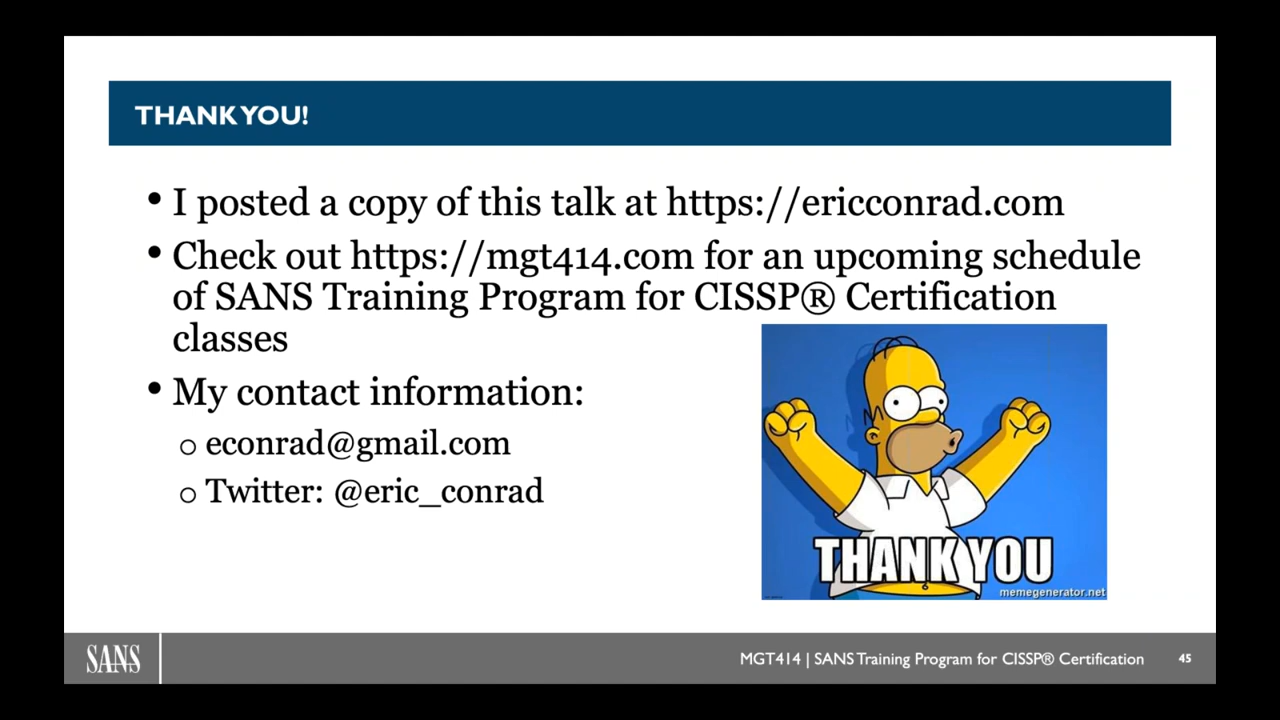 THANK YOU!
• I posted a copy of this talk at https://ericconrad.com
• Check out https://mgt414.com for an upcoming schedule
of SANS Training Program for CISSP® Certification
classes
• My contact information:
o econrad@gmail.com
o Twitter: @eric_conrad
THANK YOU
memegenerator.net
SANS
MGT414 | SANS Training Program for CISSP® Certification 45